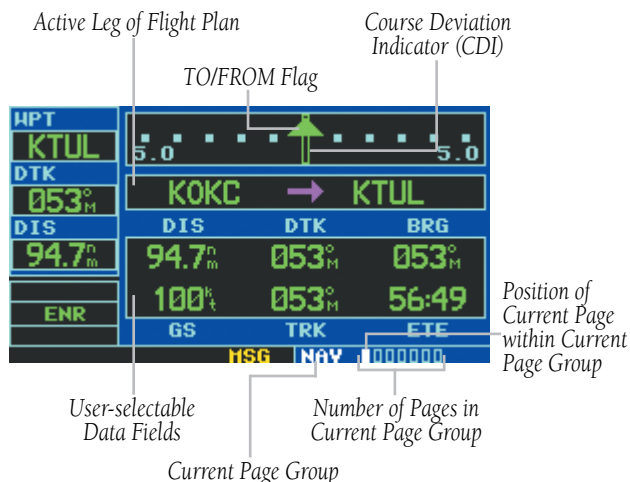 Active Leg of Flight Plan
Course Deviation
Indicator (CDI)
TO/FROM Flag
WPT
KTUL
DTK
053°M
DIS
94.7nm
ENR
5.0 5.0
KOKC → KTUL
DIS DTK BRG
94.7nm 053°M 053°M
100kt 053°M 56:49
GS TRK ETE
MSG NAV
Position of
Current Page
within Current
Page Group
User-selectable
Data Fields
Number of Pages in
Current Page Group
Current Page Group